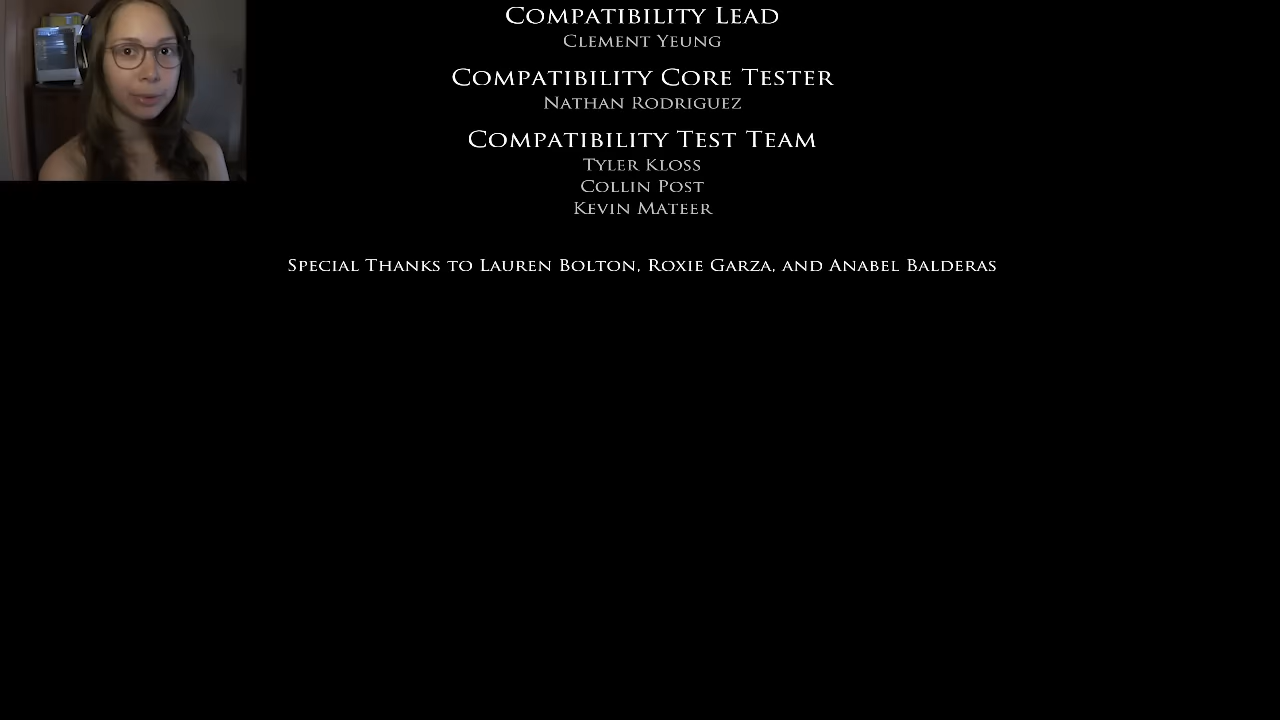 Compatibility Lead
Clement Yeung
Compatibility Core Tester
Nathan Rodriguez
Compatibility Test Team
Tyler Kloss
Collin Post
Kevin Mateer
Special Thanks to Lauren Bolton, Roxie Garza, and Anabel Balderas